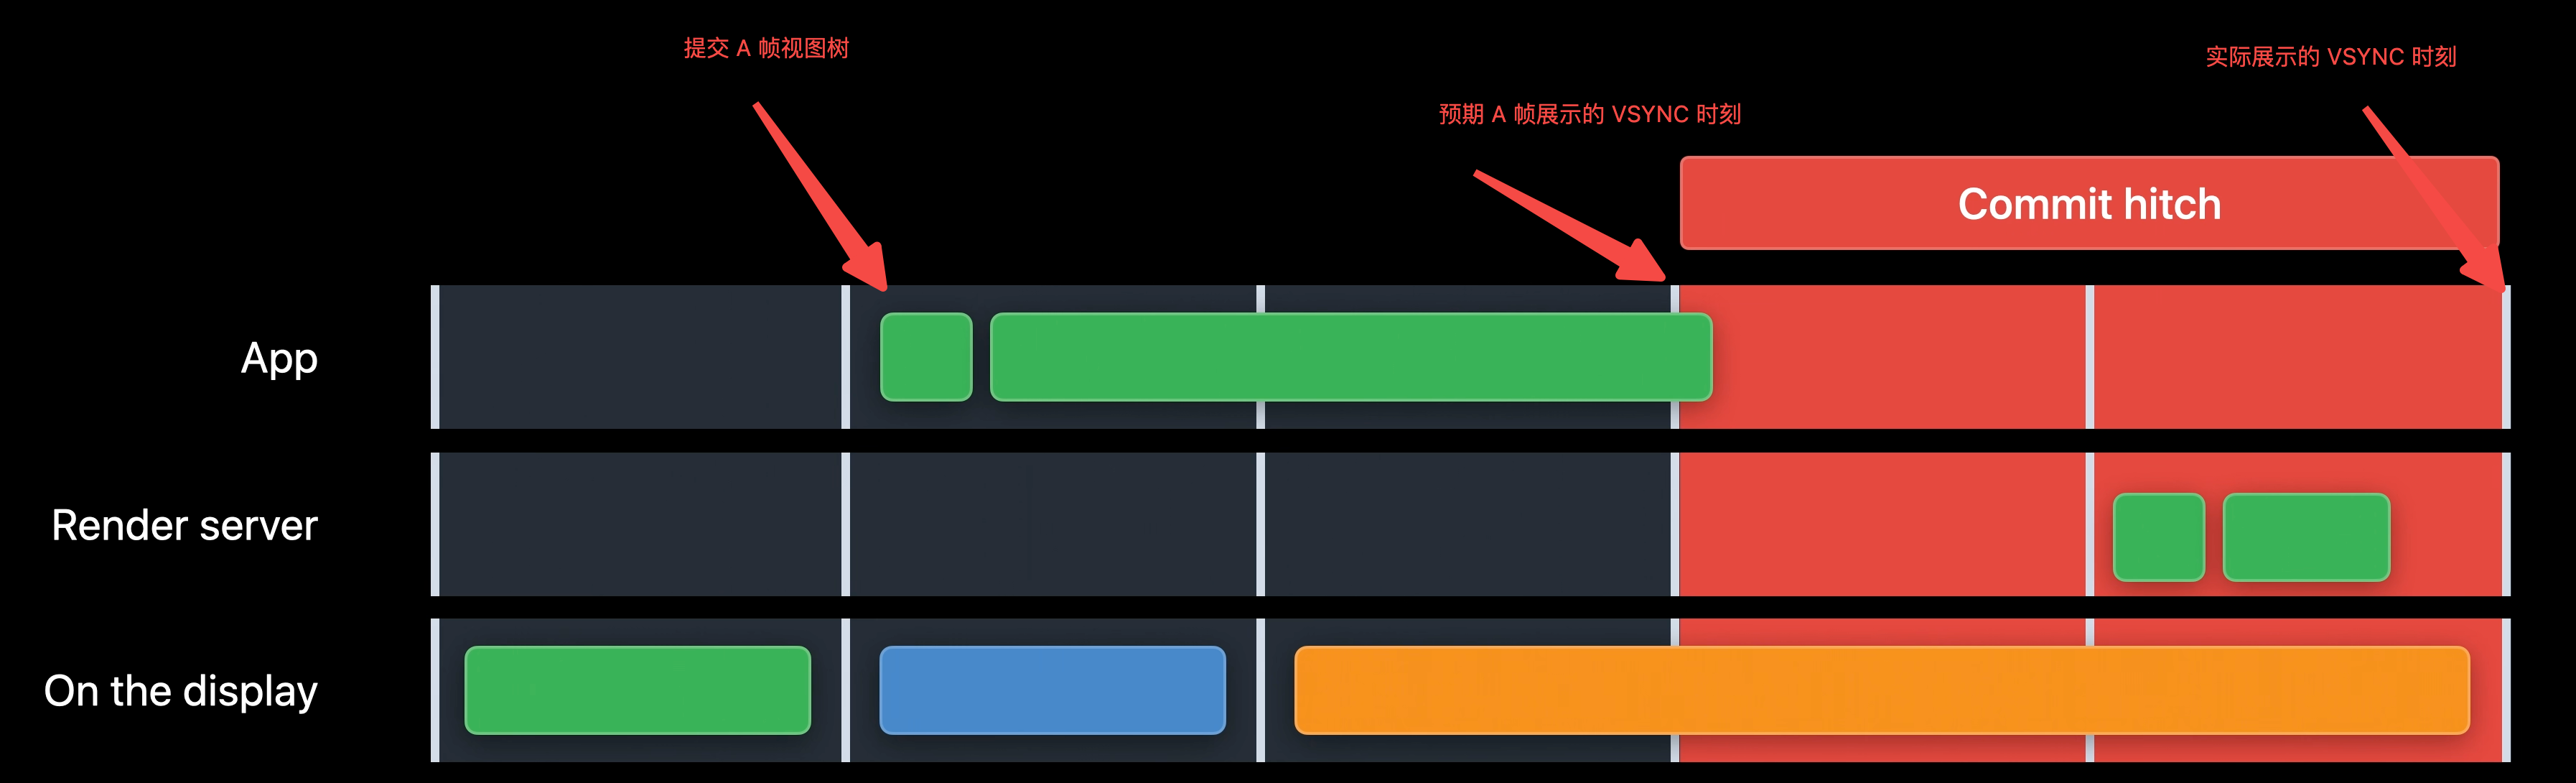 提交 A 帧视图树
实际展示的 VSYNC 时刻
预期 A 帧展示的 VSYNC 时刻
Commit hitch
App
Render server
On the display